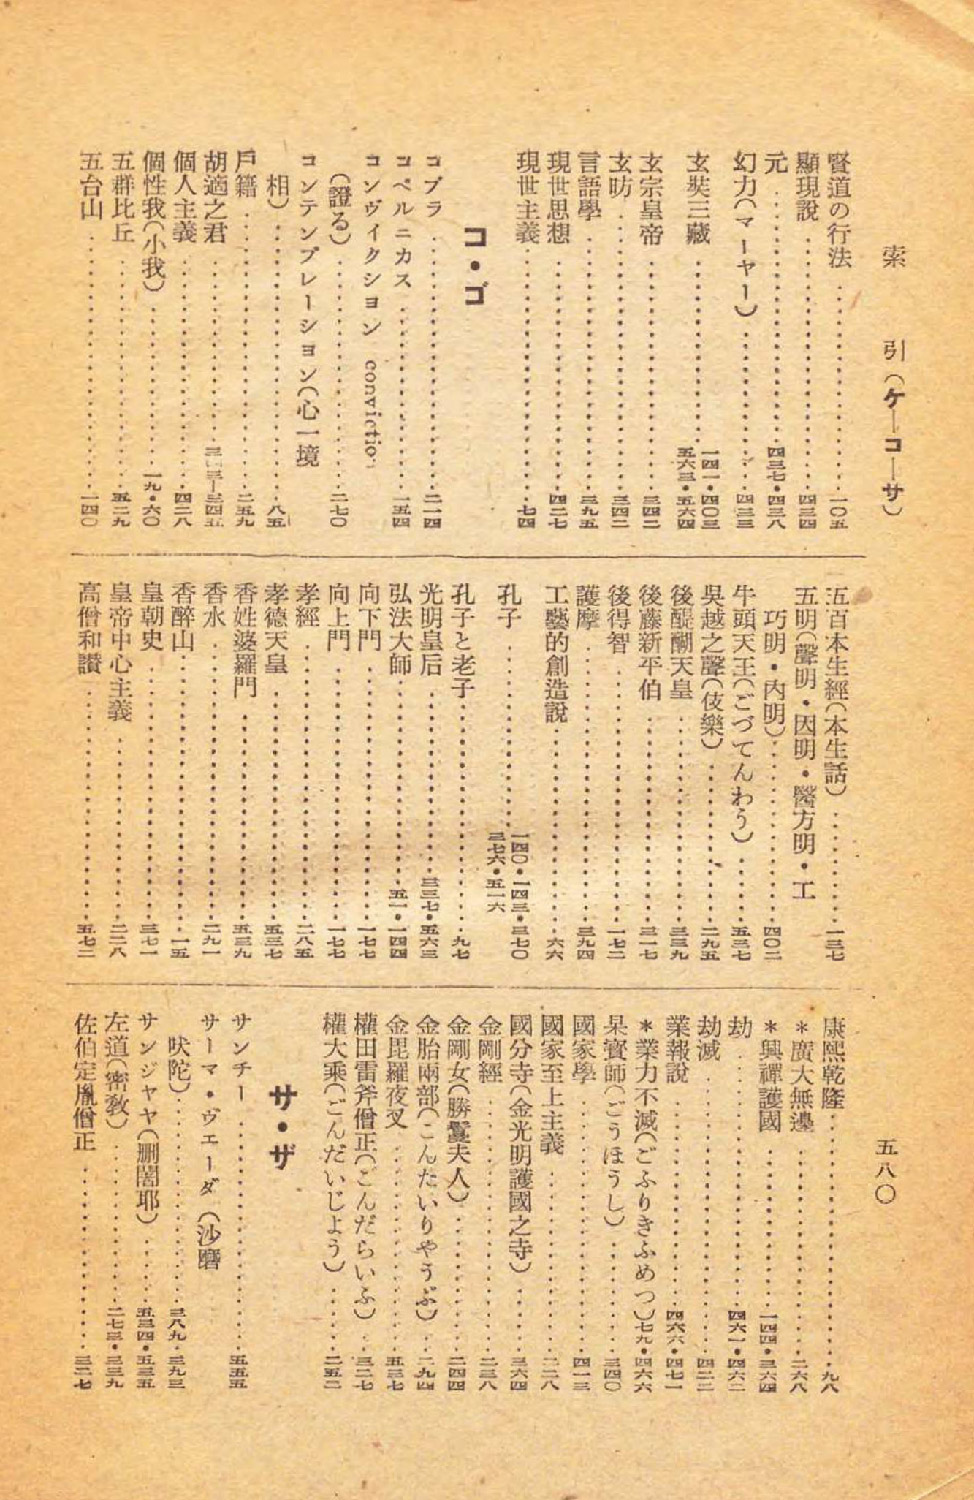 索引(ケ―コ―サ)
五八〇
賢道の行法……一〇五
顯現說……四三四
元……四三七・四三八
幻力(マーヤー)……四三三
玄奘三藏……一四一・四〇三
五六三・五六四
玄宗皇帝……三四二
玄昉……三四二
言語學……三九五
現世思想……四二七
現世主義……七四
コ・ゴ
コブラ……二一四
コペルニカス……一五四
コンヴィクション conviction
(證る)……二七〇
コンテンプレーション(心一境
相)……八五
戶籍……二五九
胡適之君……三四五
個人主義……四二八
個性我(小我)……一九・六〇
五群比丘……五二九
五台山……一四〇
五百本生經(本生話)……一三七
五明(聲明・因明・醫方明・工
巧明・內明)……四〇二
牛頭天王(ごづてんわう)……五三七
吳越之聲(伎樂)……二九五
後醍醐天皇……三三九
後藤新平伯……三一七
後得智……一七二
護摩……三九四
工藝的創造說……六六
孔子……一四〇・一四三・三七〇
三七六・五一六
孔子と老子……九七
光明皇后……三三七・五六三
弘法大師……五一・一四四
向下門……一七七
向上門……一七七
孝經……二八五
孝德天皇……五三七
香姓婆羅門……五三九
香水……二九一
香醉山……一五
皇朝史……三七一
皇帝中心主義……二二八
高僧和讚……五七二
康熙乾隆……九八
*廣大無邊……二六八
*興禪護國……一四四・三六四
劫……四六一・四六二
劫滅……四二二
業報說……四六六・四七一
*業力不滅(ごふりきふめつ)七九・四六六
杲寶師(ごうほうし)……三四〇
國家學……四一三
國家至上主義……二二八
國分寺(金光明護國之寺)……三六四
金剛經……二三八
金剛女(勝鬘夫人)……二四四
金胎兩部(こんたいりやうぶ)……二九四
金毘羅夜叉……五三七
權田雷斧僧正(ごんだらいふ)……三二七
權大乘(ごんだいじよう)……二五二
サ・ザ
サンチー……五五五
サーマ・ヴェーダ(沙磨
吠陀)……三八九・三九三
サンジャヤ(删闍耶)……五三四・五三五
左道(密敎)……二七三・三三九
佐伯定胤僧正……三二七